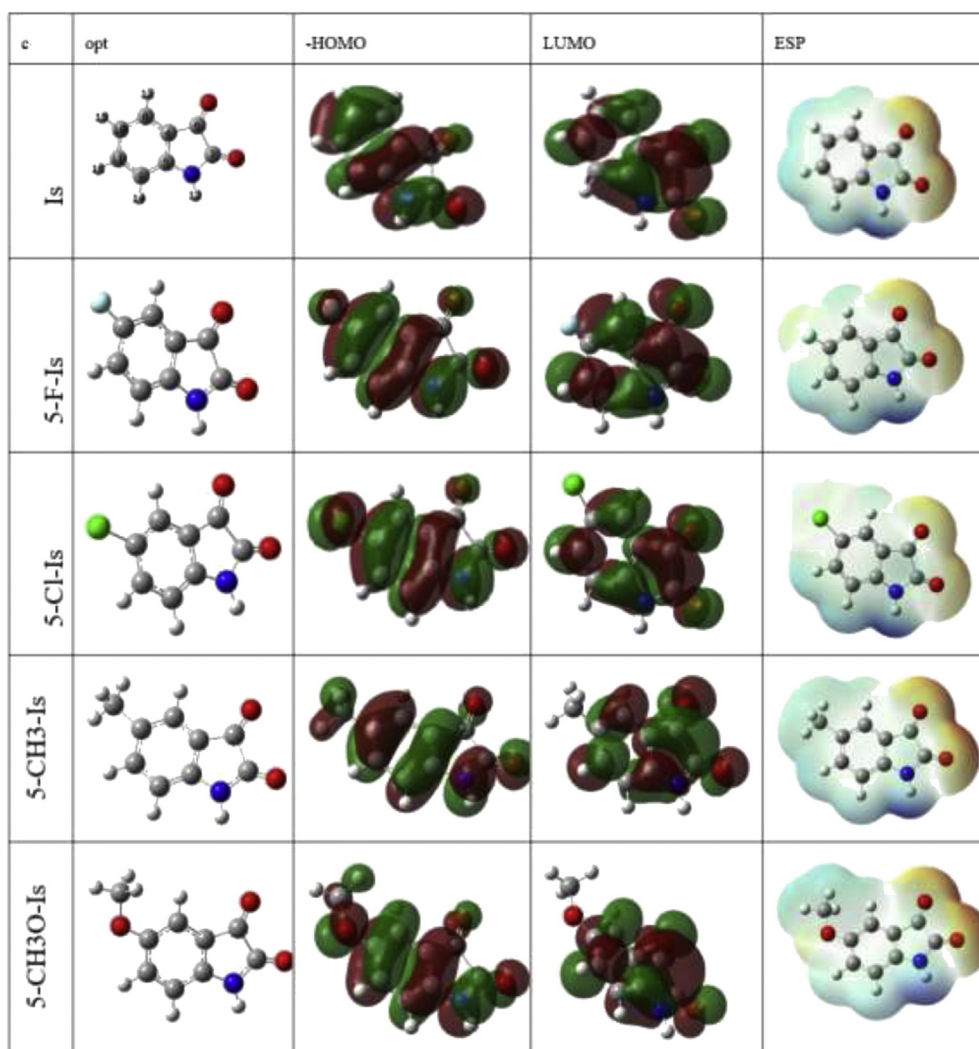 c opt -HOMO LUMO ESP
Is
5-F-Is
5-Cl-Is
5-CH3-Is
5-CH3O-Is